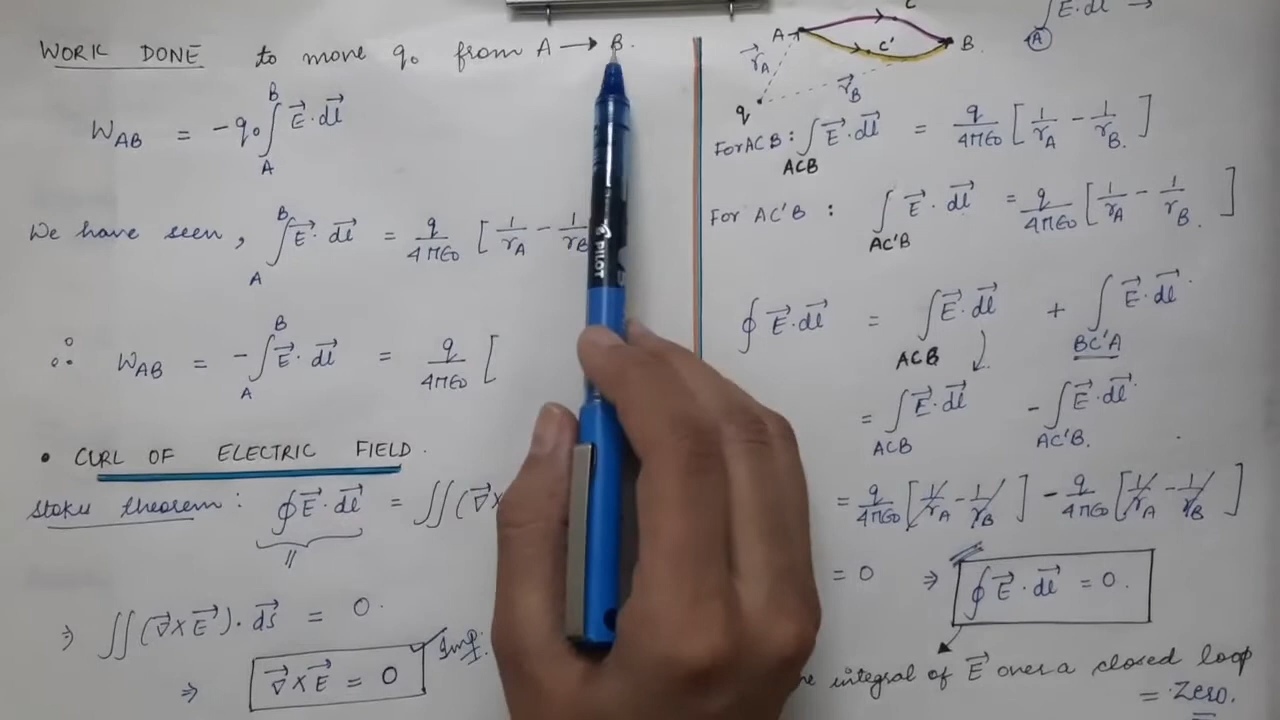 WORK DONE to move q₀ from A → B.
W_AB = -q₀ ∫_A^B E⃗ · dl⃗
We have seen, ∫_A^B E⃗ · dl⃗ = q/4πε₀ [ 1/r_A - 1/r_B
∴ W_AB = - ∫_A^B E⃗ · dl⃗ = q/4πε₀ [
• CURL OF ELECTRIC FIELD.
Stokes theorem : ∮ E⃗ · dl⃗ = ∬ (∇⃗ ×
⇒ ∬ (∇⃗ × E⃗) · ds⃗ = 0.
⇒ ∇⃗ × E⃗ = 0 Imp.
PILOT
∫ E⃗ · dl⃗ →
A
A C
C' B.
r⃗_A r⃗_B
q
For ACB : ∫_ACB E⃗ · dl⃗ = q/4πε₀ [ 1/r_A - 1/r_B. ]
For AC'B : ∫_AC'B E⃗ · dl⃗ = q/4πε₀ [ 1/r_A - 1/r_B. ]
∮ E⃗ · dl⃗ = ∫_ACB E⃗ · dl⃗ + ∫_BC'A E⃗ · dl⃗
= ∫_ACB E⃗ · dl⃗ - ∫_AC'B. E⃗ · dl⃗
= q/4πε₀ [ 1/r_A - 1/r_B ] - q/4πε₀ [ 1/r_A - 1/r_B ]
= 0 ⇒ ∮ E⃗ · dl⃗ = 0.
integral of E⃗ over a closed loop
= Zero.